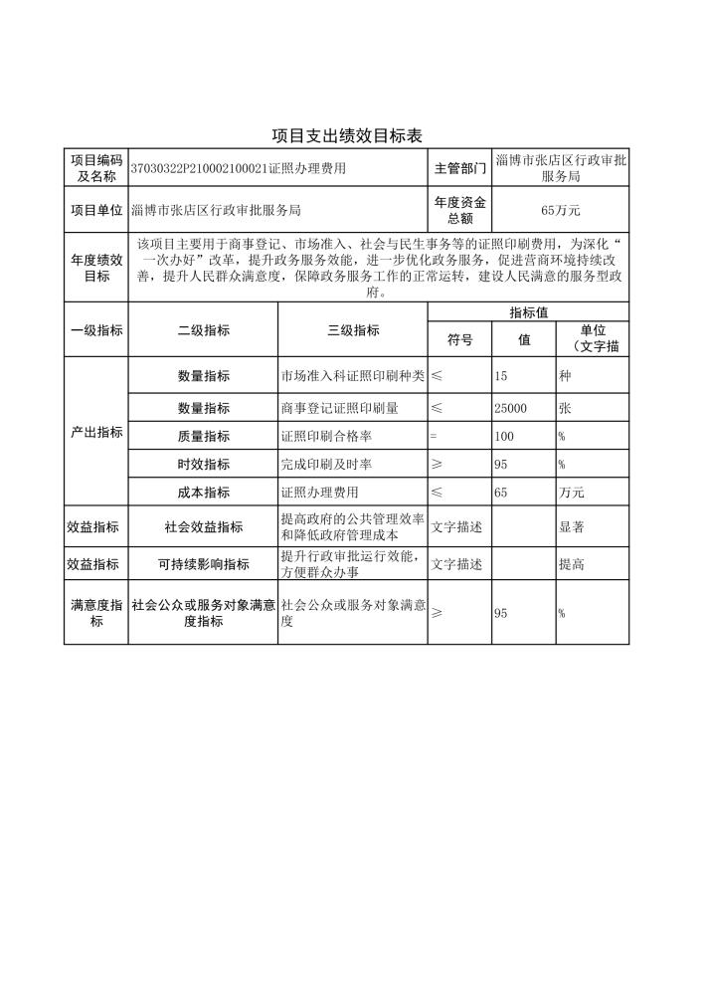 项目支出绩效目标表
项目编码
及名称
37030322P210002100021证照办理费用
主管部门
淄博市张店区行政审批
服务局
项目单位
淄博市张店区行政审批服务局
年度资金
总额
65万元
年度绩效
目标
该项目主要用于商事登记、市场准入、社会与民生事务等的证照印刷费用，为深化“
一次办好”改革，提升政务服务效能，进一步优化政务服务，促进营商环境持续改
善，提升人民群众满意度，保障政务服务工作的正常运转，建设人民满意的服务型政
府。
一级指标
二级指标
三级指标
指标值
符号
值
单位
（文字描
产出指标
数量指标
市场准入科证照印刷种类
≤
15
种
数量指标
商事登记证照印刷量
≤
25000
张
质量指标
证照印刷合格率
=
100
%
时效指标
完成印刷及时率
≥
95
%
成本指标
证照办理费用
≤
65
万元
效益指标
社会效益指标
提高政府的公共管理效率
和降低政府管理成本
文字描述
显著
效益指标
可持续影响指标
提升行政审批运行效能，
方便群众办事
文字描述
提高
满意度指
标
社会公众或服务对象满意
度指标
社会公众或服务对象满意
度
≥
95
%